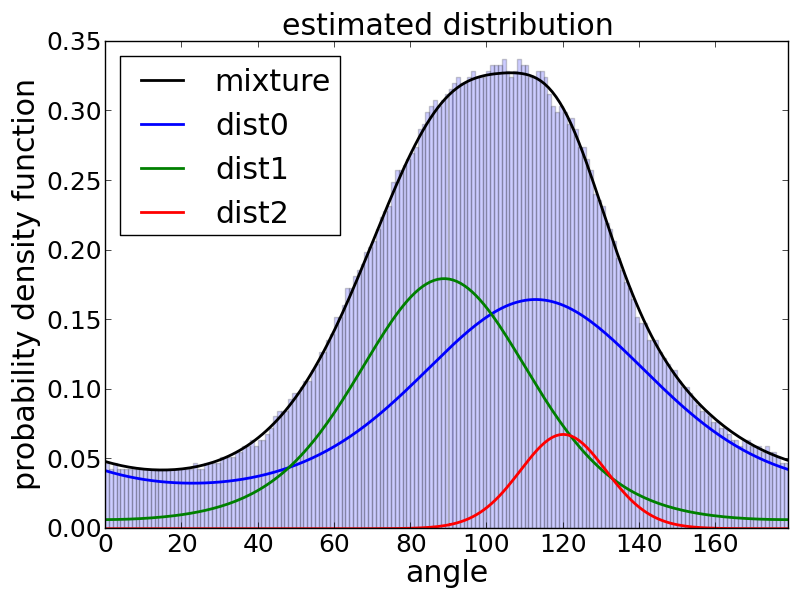 estimated distribution
0.35
0.30
0.25
0.20
0.15
0.10
0.05
0.00
probability density function
mixture
dist0
dist1
dist2
0 20 40 60 80 100 120 140 160
angle